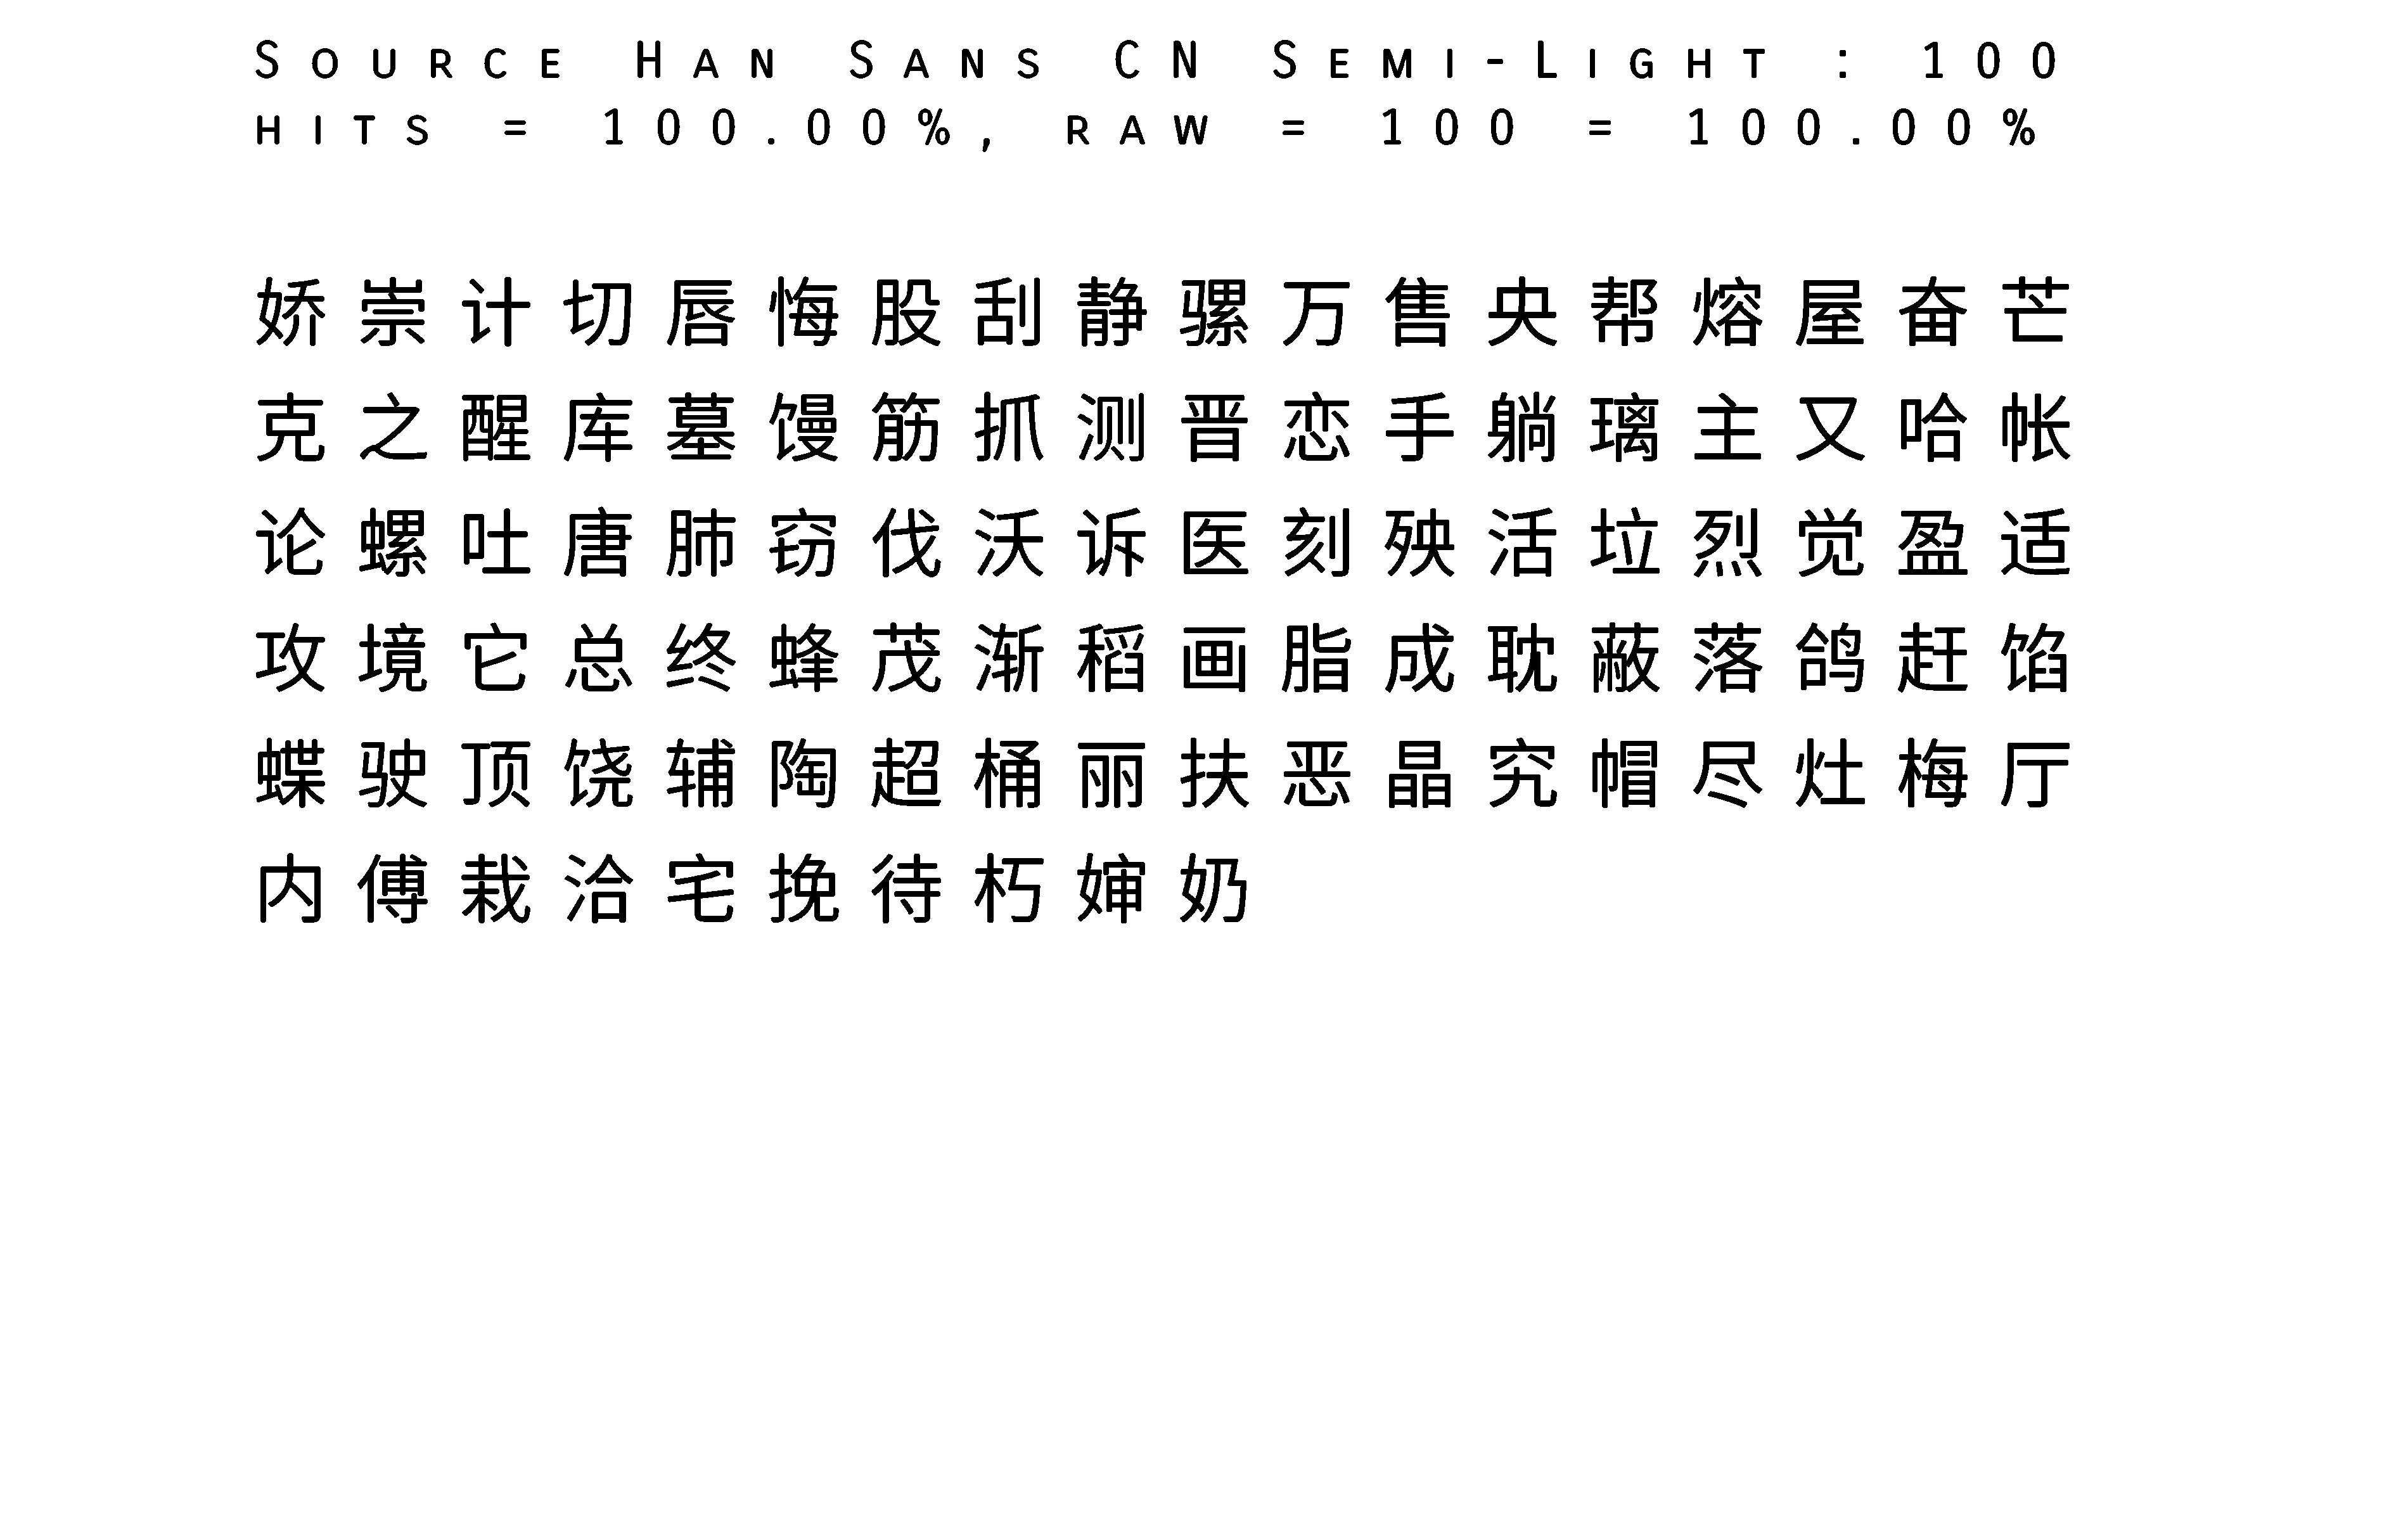 Source Han Sans CN Semi-Light : 100
hits = 100.00%, raw = 100 = 100.00%
娇崇计切唇悔股刮静骡万售央帮熔屋奋芒
克之醒库墓馒筋抓测晋恋手躺璃主又哈帐
论螺吐唐肺窃伐沃诉医刻殃活垃烈觉盈适
攻境它总终蜂茂渐稻画脂成耽蔽落鸽赶馅
蝶驶顶饶辅陶超桶丽扶恶晶究帽尽灶梅厅
内傅栽洽宅挽待朽婶奶